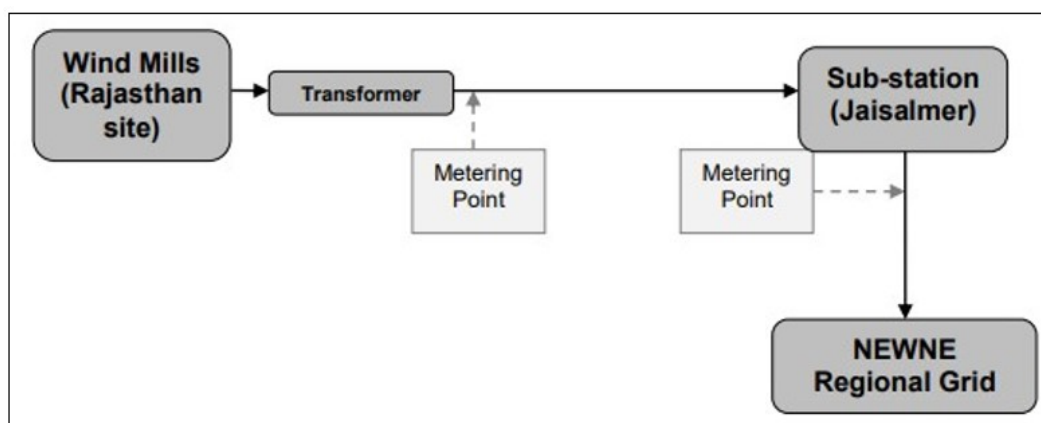 Wind Mills
(Rajasthan
site)
Transformer
Sub-station
(Jaisalmer)
Metering
Point
Metering
Point
NEWNE
Regional Grid